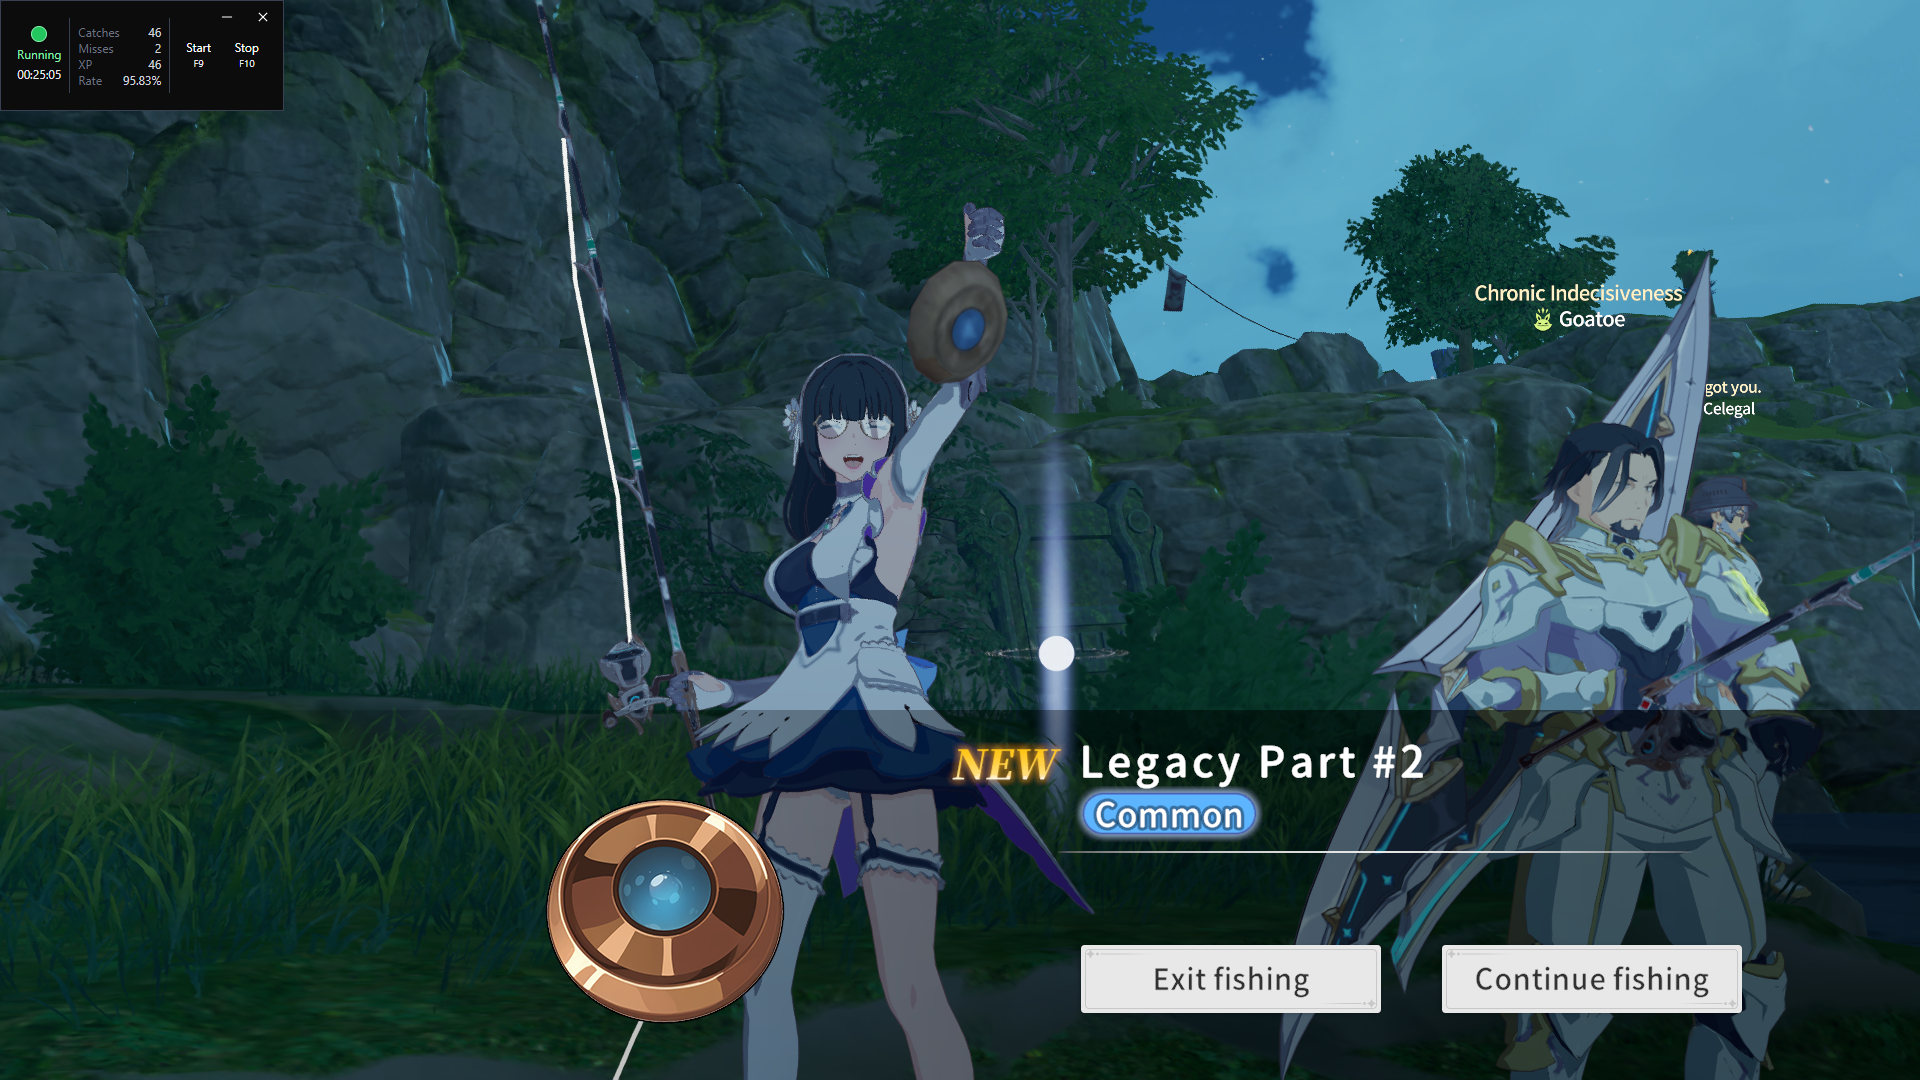 Running
00:25:05
Catches 46
Misses 2
XP 46
Rate 95.83%
Start
F9
Stop
F10
Chronic Indecisiveness
Goatoe
got you.
Celegal
NEW Legacy Part #2
Common
Exit fishing
Continue fishing